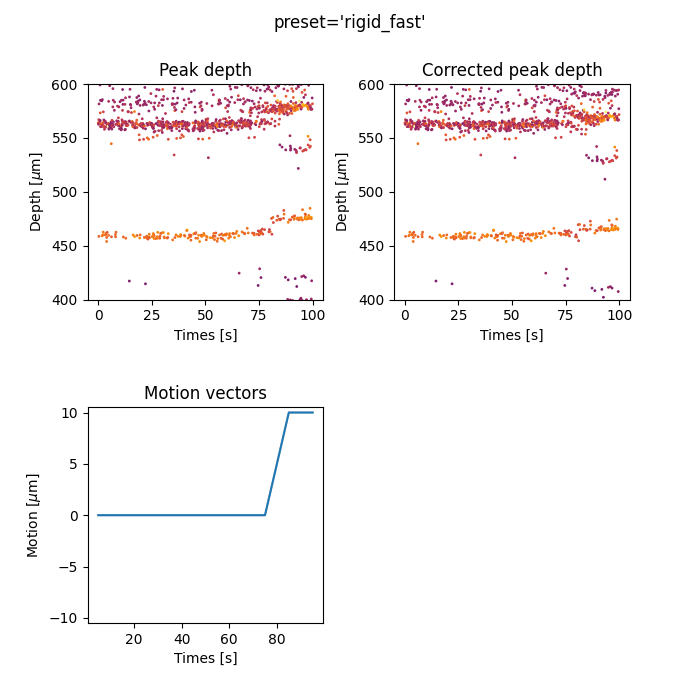 preset='rigid_fast'
Peak depth
Corrected peak depth
Depth [μm]
600
550
500
450
400
0
25
50
75
100
Times [s]
Depth [μm]
600
550
500
450
400
0
25
50
75
100
Times [s]
Motion vectors
Motion [μm]
10
5
0
−5
−10
20
40
60
80
Times [s]